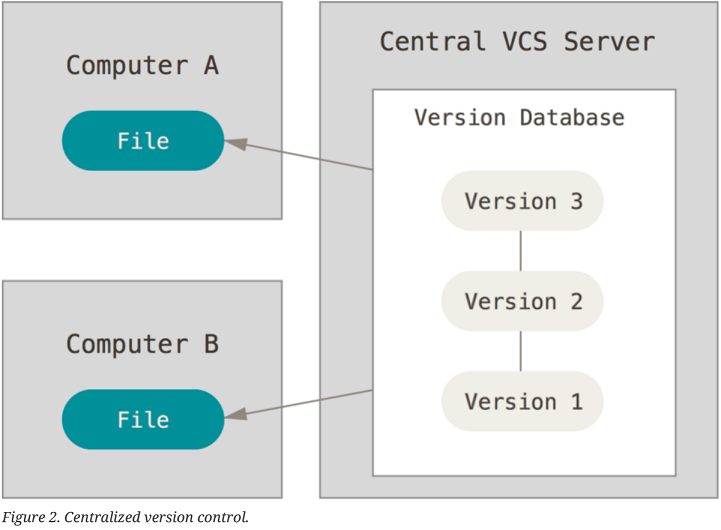 Computer A
File
Computer B
File
Central VCS Server
Version Database
Version 3
Version 2
Version 1
Figure 2. Centralized version control.